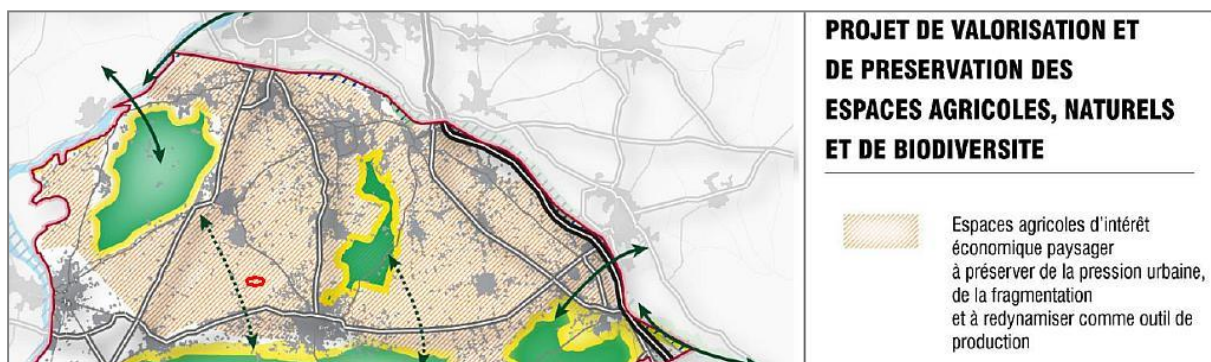 PROJET DE VALORISATION ET
DE PRESERVATION DES
ESPACES AGRICOLES, NATURELS
ET DE BIODIVERSITE
Espaces agricoles d'intérêt
économique paysager
à préserver de la pression urbaine,
de la fragmentation
et à redynamiser comme outil de
production